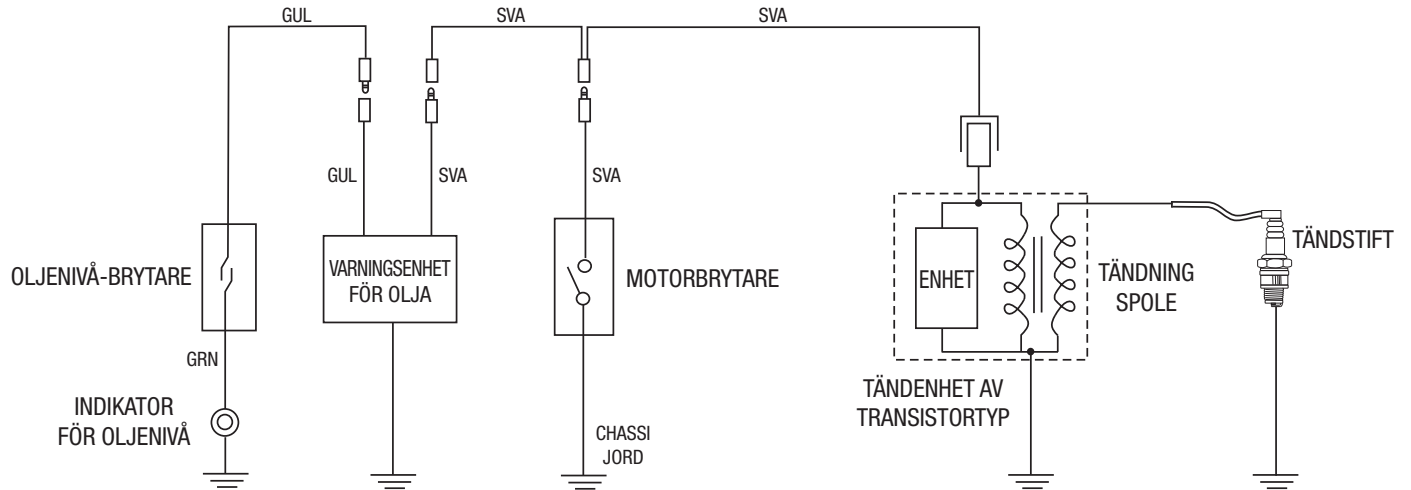 GUL
SVA
SVA
GUL
SVA
SVA
OLJENIVÅ-BRYTARE
VARNINGSENHET
FÖR OLJA
MOTORBRYTARE
ENHET
TÄNDNING
SPOLE
TÄNDSTIFT
GRN
INDIKATOR
FÖR OLJENIVÅ
CHASSI
JORD
TÄNDENHET AV
TRANSISTORTYP